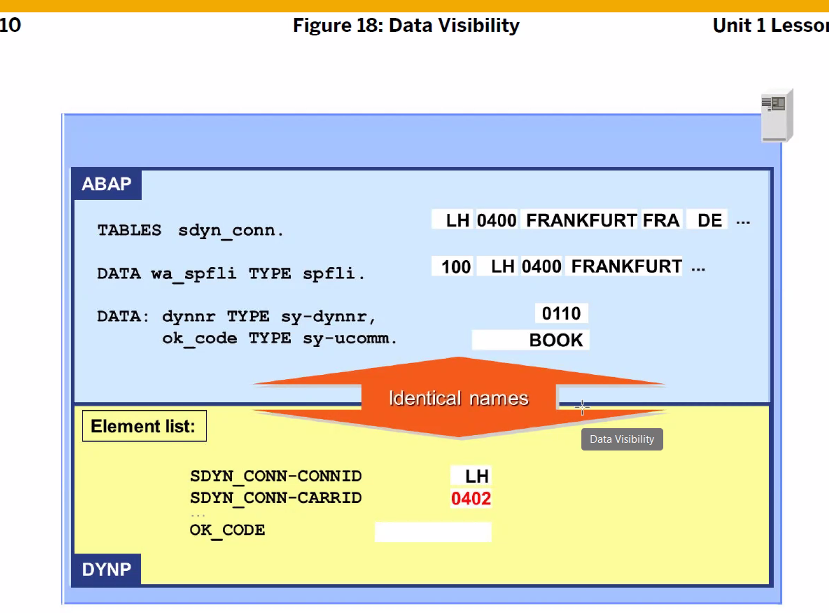 10 Figure 18: Data Visibility Unit 1 Lesson
ABAP
TABLES sdyn_conn. LH 0400 FRANKFURT FRA DE ...
DATA wa_spfli TYPE spfli. 100 LH 0400 FRANKFURT ...
DATA: dynnr TYPE sy-dynnr, 0110
ok_code TYPE sy-ucomm. BOOK
Identical names
Element list:
Data Visibility
SDYN_CONN-CONNID LH
SDYN_CONN-CARRID 0402
...
OK_CODE
DYNP